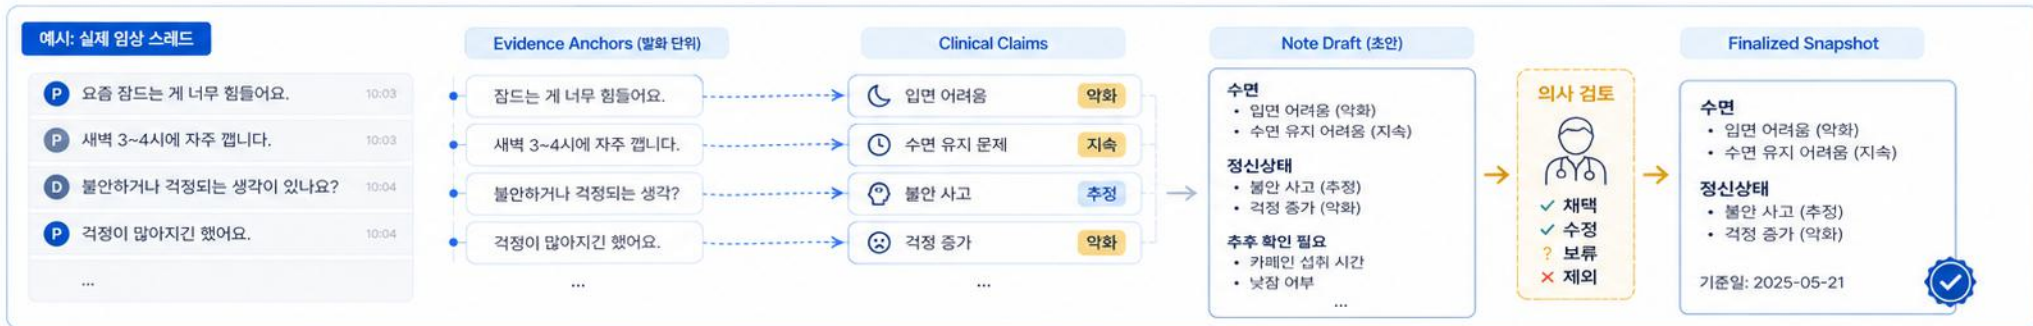 예시: 실제 임상 스레드
P 요즘 잠드는 게 너무 힘들어요. 10:03
P 새벽 3~4시에 자주 깹니다. 10:03
D 불안하거나 걱정되는 생각이 있나요? 10:04
P 걱정이 많아지긴 했어요. 10:04
...
Evidence Anchors (발화 단위)
잠드는 게 너무 힘들어요.
새벽 3~4시에 자주 깹니다.
불안하거나 걱정되는 생각?
걱정이 많아지긴 했어요.
...
Clinical Claims
입면 어려움 악화
수면 유지 문제 지속
불안 사고 추정
걱정 증가 악화
...
Note Draft (초안)
수면
• 입면 어려움 (악화)
• 수면 유지 어려움 (지속)
정신상태
• 불안 사고 (추정)
• 걱정 증가 (악화)
추후 확인 필요
• 카페인 섭취 시간
• 낮잠 여부
...
의사 검토
✓ 채택
✓ 수정
? 보류
✕ 제외
Finalized Snapshot
수면
• 입면 어려움 (악화)
• 수면 유지 어려움 (지속)
정신상태
• 불안 사고 (추정)
• 걱정 증가 (악화)
기준일: 2025-05-21